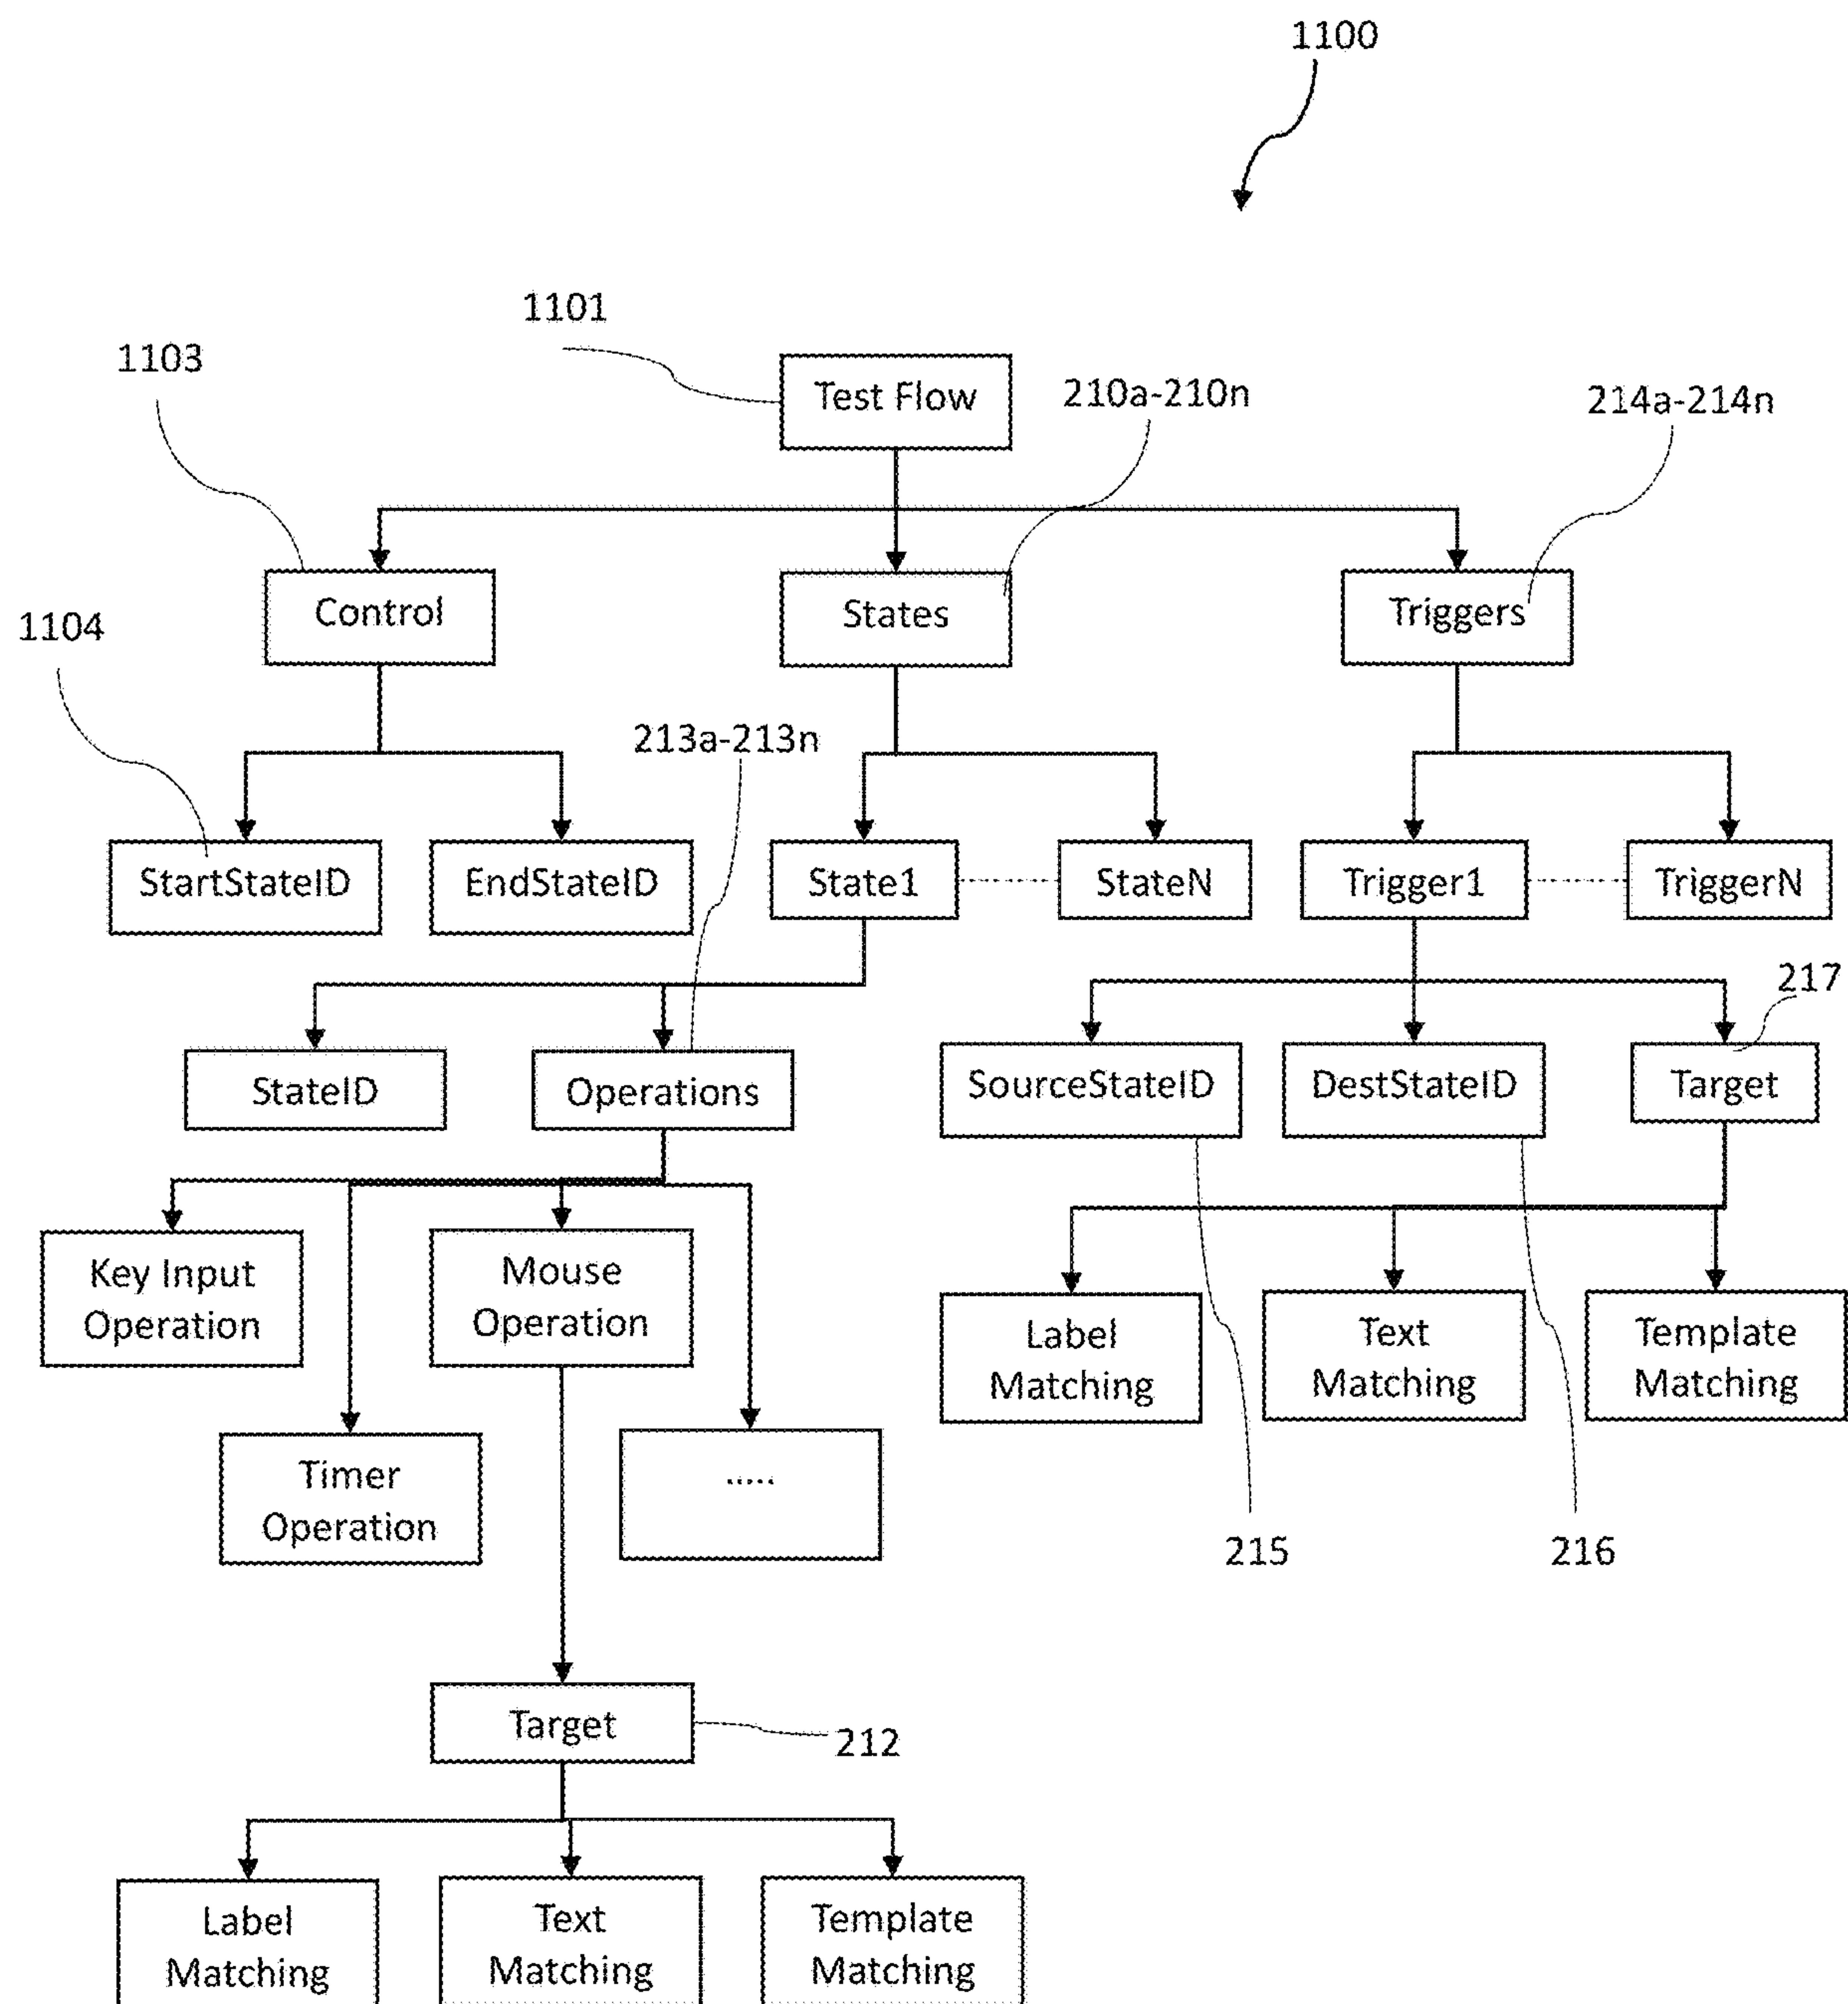 1100
1101
1103
Test Flow
210a-210n
214a-214n
Control
States
Triggers
1104
213a-213n
StartStateID
EndStateID
State1
StateN
Trigger1
TriggerN
217
StateID
Operations
SourceStateID
DestStateID
Target
Key Input
Operation
Mouse
Operation
Label
Matching
Text
Matching
Template
Matching
Timer
Operation
.....
215
216
Target
212
Label
Matching
Text
Matching
Template
Matching